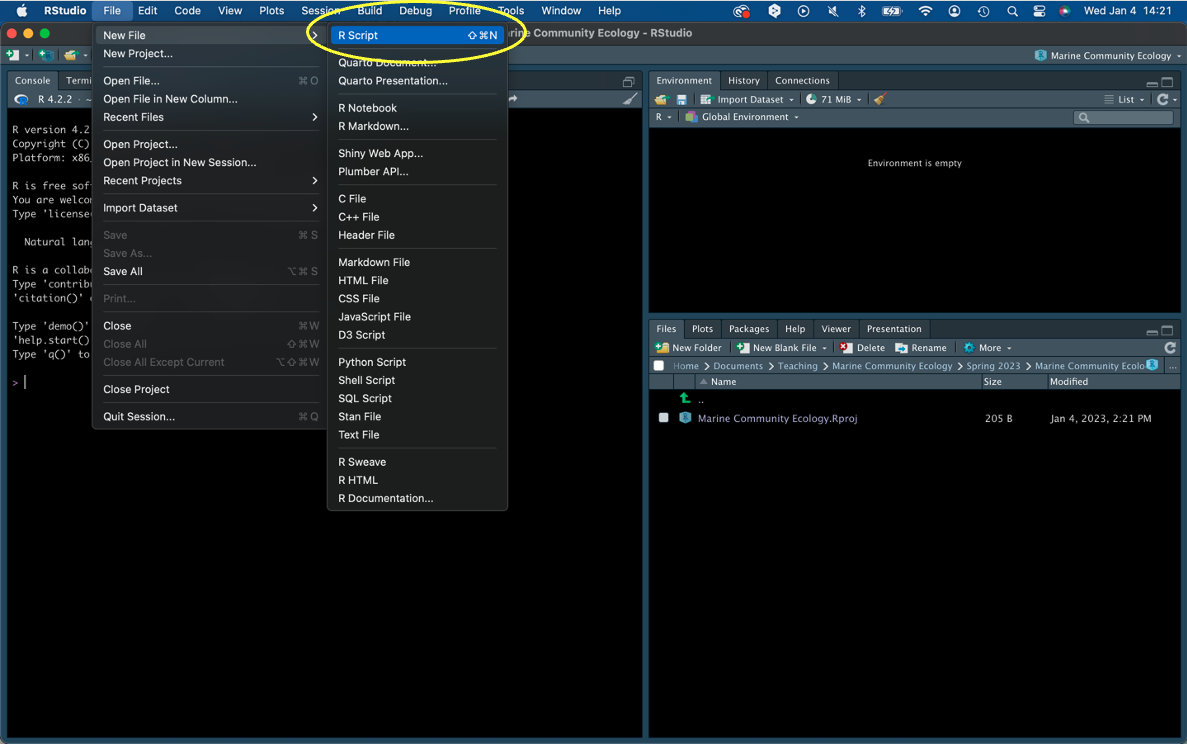 RStudio File Edit Code View Plots Session Build Debug Profile Tools Window Help Wed Jan 4 14:21
Marine Community Ecology - RStudio
Marine Community Ecology
Console
R 4.2.2 · ~
R version 4.2
Copyright (C)
Platform: x86
R is free
You are
Type 'license
Natural
R is a
Type
'citation()'
Type 'demo()'
'help.start()
Type 'q()' to
>
New File
New Project...
Open File... ⌘ O
Open File in New Column...
Recent Files
Open Project...
Open Project in New Session...
Recent Projects
Import Dataset
Save ⌘ S
Save As...
Save All ⌥ ⌘ S
Print...
Close ⌘ W
Close All ⇧ ⌘ W
Close All Except Current ⌥ ⇧ ⌘ W
Close Project
Quit Session... ⌘ Q
R Script ⇧ ⌘ N
Quarto Document...
Quarto Presentation...
R Notebook
R Markdown...
Shiny Web App...
Plumber API...
C File
C++ File
Header File
Markdown File
HTML File
CSS File
JavaScript File
D3 Script
Python Script
Shell Script
SQL Script
Stan File
Text File
R Sweave
R HTML
R Documentation...
Environment History Connections
Import Dataset 71 MiB List
R Global Environment
Environment is empty
Files Plots Packages Help Viewer Presentation
New Folder New Blank File Delete Rename More
Home Documents Teaching Marine Community Ecology Spring 2023 Marine Community Ecolo ...
Name Size Modified
..
Marine Community Ecology.Rproj 205 B Jan 4, 2023, 2:21 PM